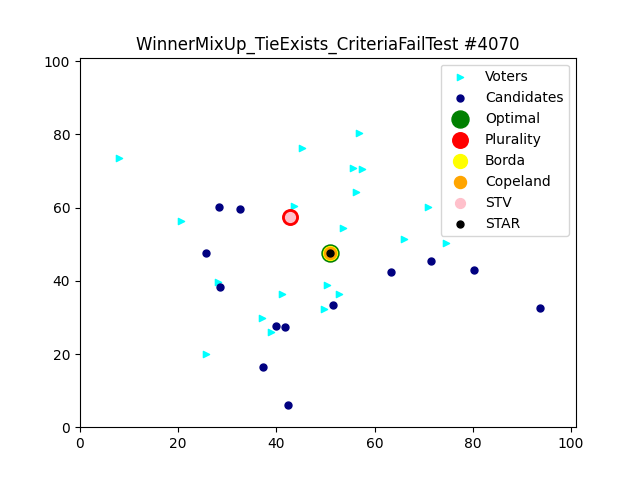 WinnerMixUp_TieExists_CriteriaFailTest #4070
100
80
60
40
20
0
0 20 40 60 80 100
Voters
Candidates
Optimal
Plurality
Borda
Copeland
STV
STAR